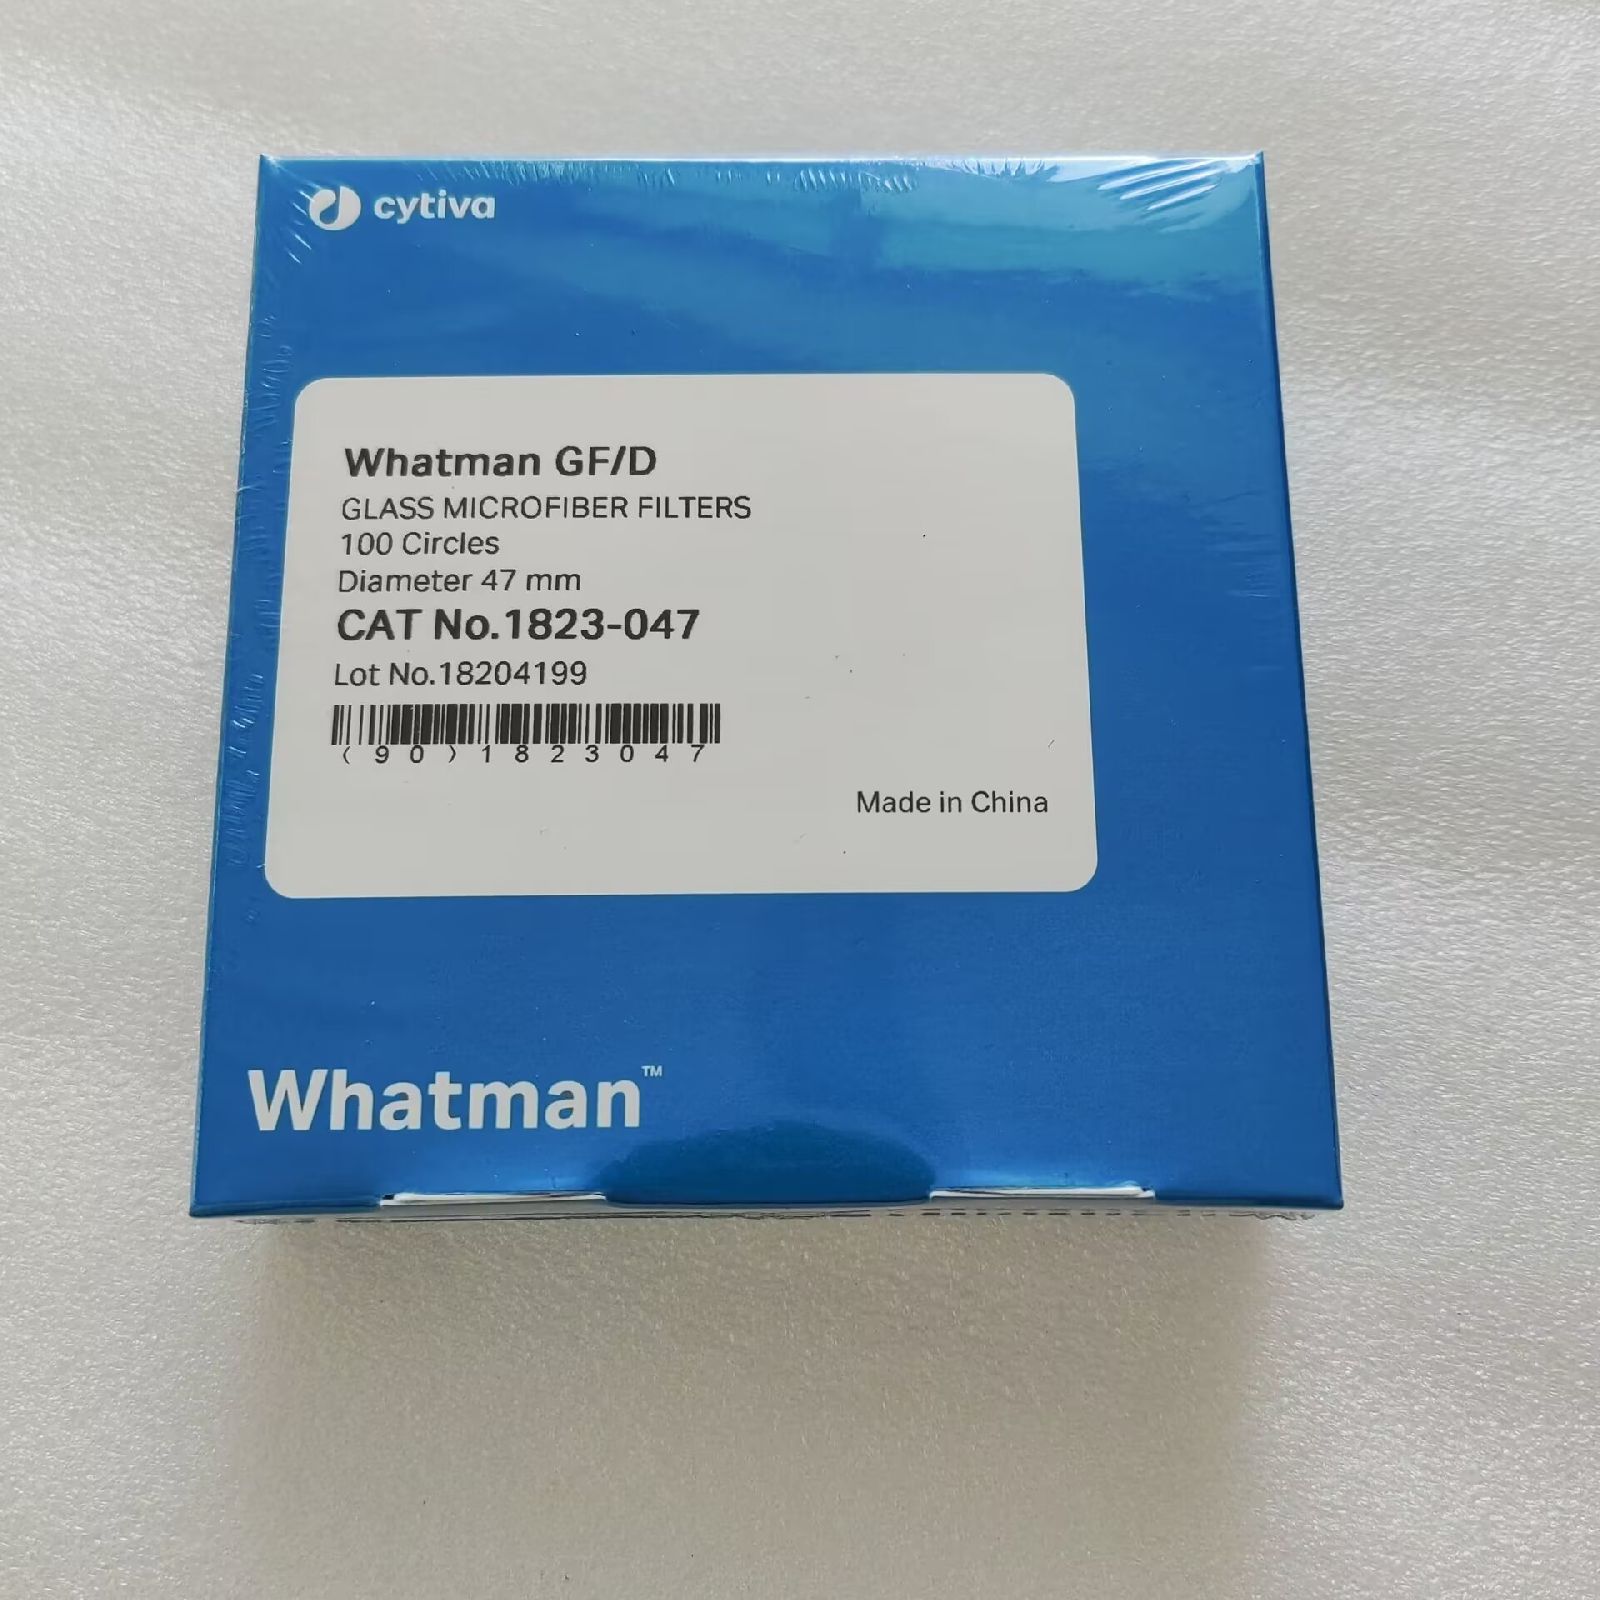 cytiva
Whatman GF/D
GLASS MICROFIBER FILTERS
100 Circles
Diameter 47 mm
CAT No.1823-047
Lot No.18204199
(90)1823047
Made in China
Whatman™